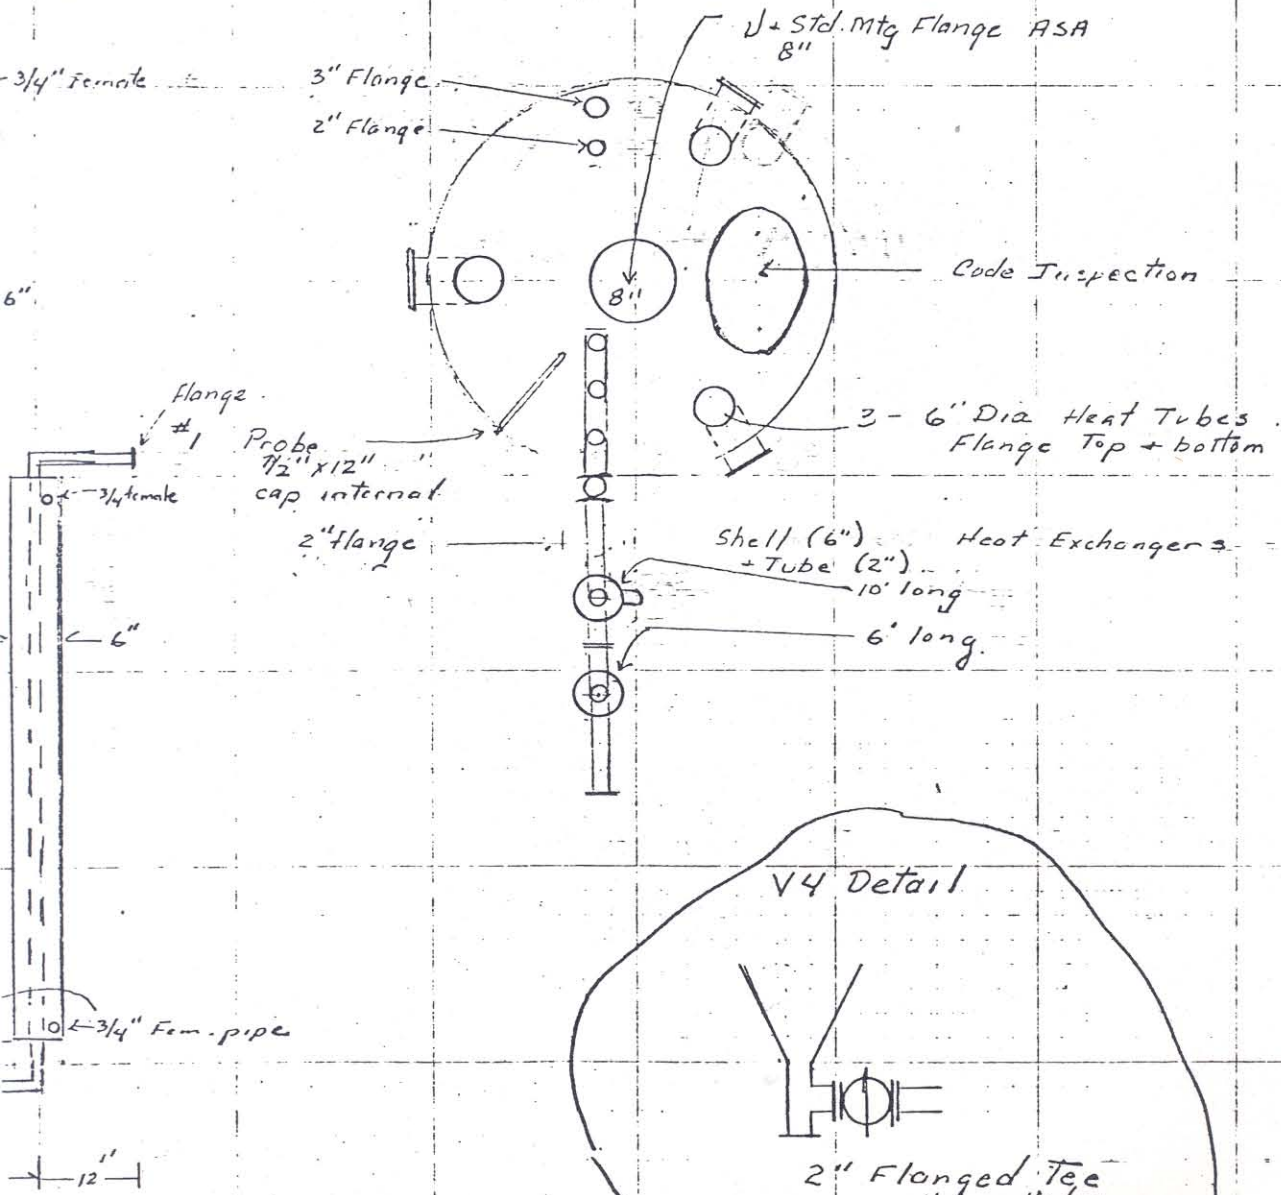 Std. Mtg Flange ASA
8"
3/4" Female
3" Flange
2" Flange
8"
Code Inspection
6"
Flange
#1
3/4 female
Probe
1/2" x 12"
cap internal
3 - 6" Dia Heat Tubes
Flange Top + bottom
2" flange
Shell (6")
+ Tube (2")
10' long
Heat Exchangers
6' long.
6"
V4 Detail
3/4" Fem. pipe
12"
2" Flanged Tee